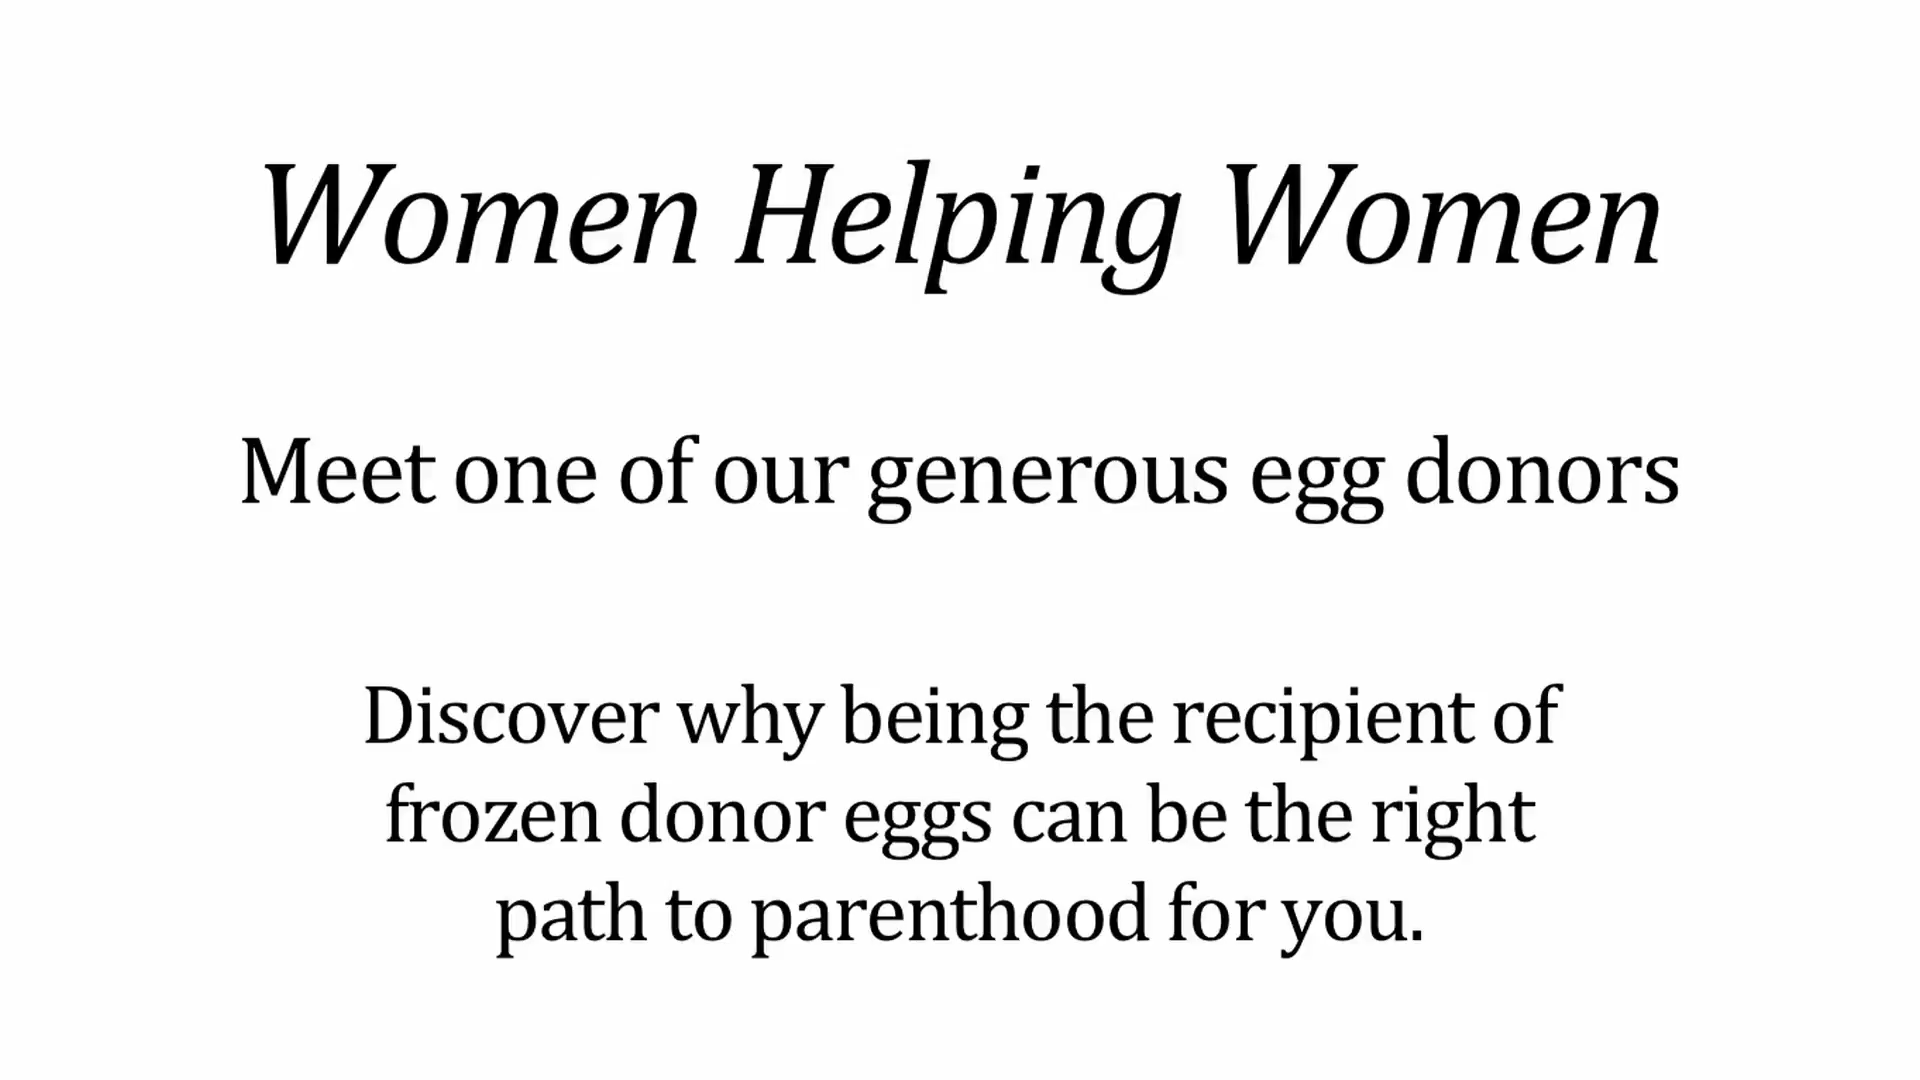 Women Helping Women
Meet one of our generous egg donors
Discover why being the recipient of
frozen donor eggs can be the right
path to parenthood for you.